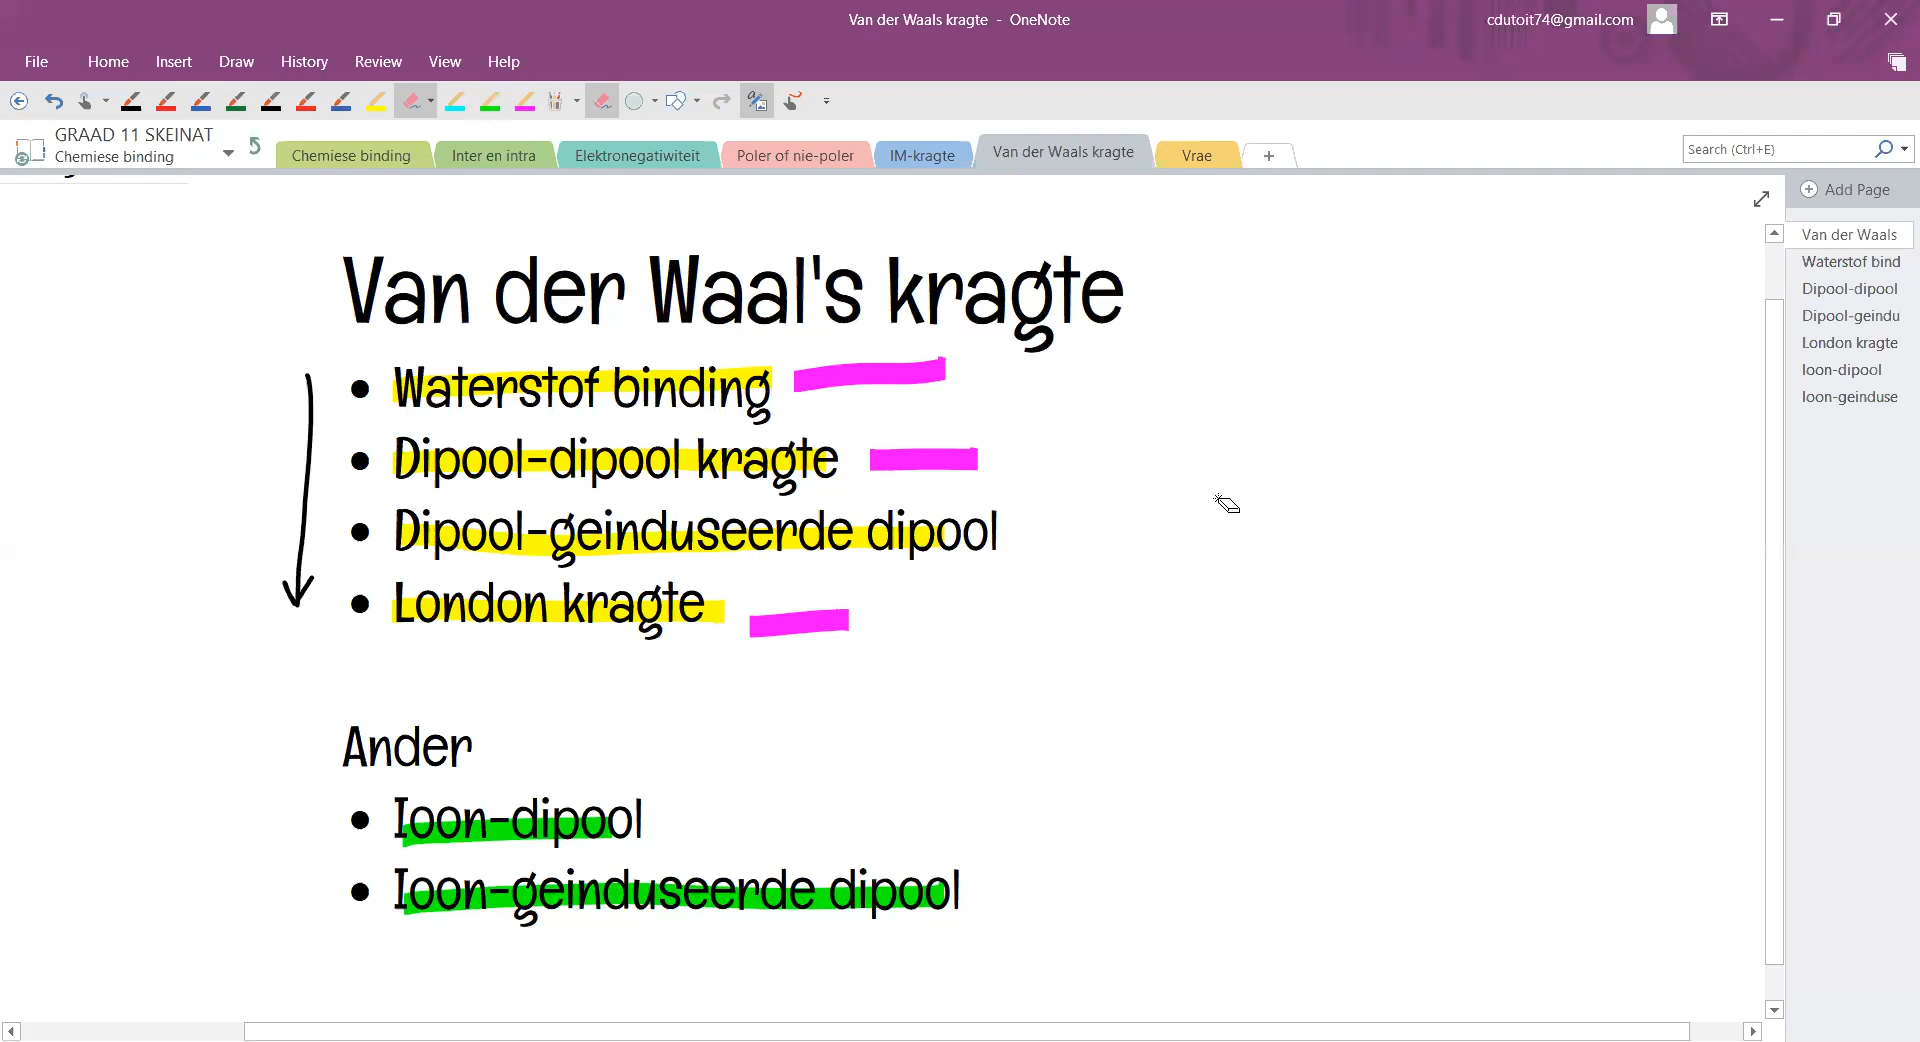 Van der Waals kragte - OneNote
cdutoit74@gmail.com
File Home Insert Draw History Review View Help
GRAAD 11 SKEINAT
Chemiese binding
Chemiese binding Inter en intra Elektronegatiwiteit Poler of nie-poler IM-kragte Van der Waals kragte Vrae
Search (Ctrl+E)
Add Page
Van der Waals
Waterstof bind
Dipool-dipool
Dipool-geindu
London kragte
Ioon-dipool
Ioon-geinduse
Van der Waal's kragte
• Waterstof binding
• Dipool-dipool kragte
• Dipool-geinduseerde dipool
• London kragte
Ander
• Ioon-dipool
• Ioon-geinduseerde dipool